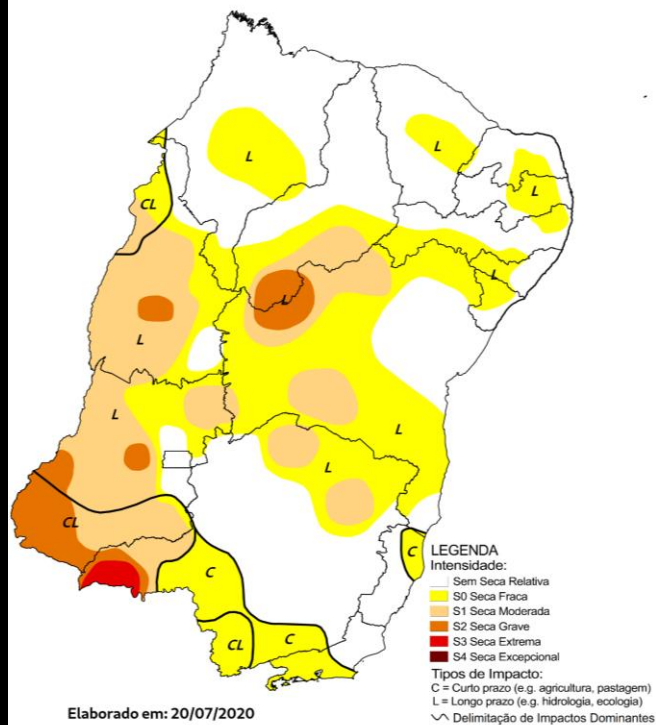 L
L
L
CL
L
L
L
L
L
L
CL
C
C
CL
C
LEGENDA
Intensidade:
Sem Seca Relativa
S0 Seca Fraca
S1 Seca Moderada
S2 Seca Grave
S3 Seca Extrema
S4 Seca Excepcional
Tipos de Impacto:
C = Curto prazo (e.g. agricultura, pastagem)
L = Longo prazo (e.g. hidrologia, ecologia)
Delimitação de Impactos Dominantes
Elaborado em: 20/07/2020